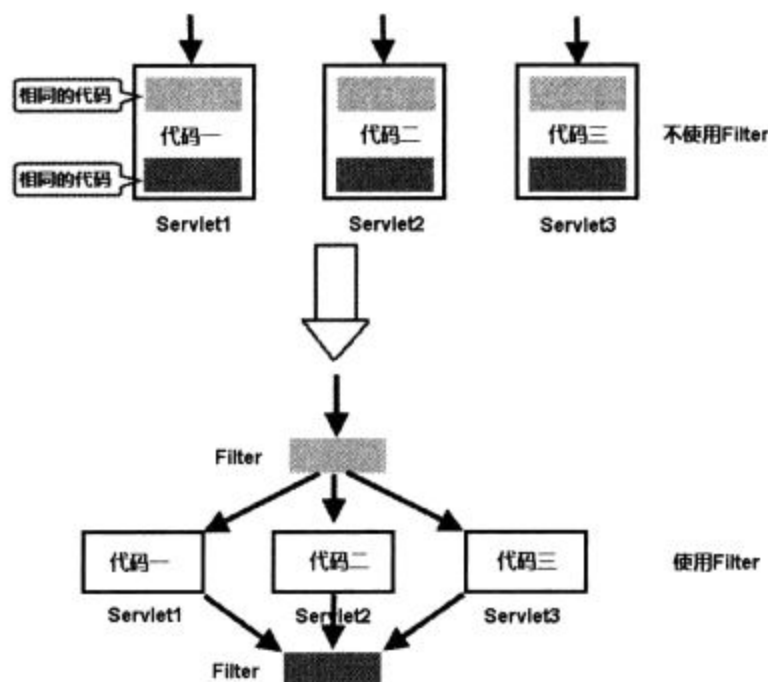 相同的代码
代码一
代码二
代码三
不使用Filter
相同的代码
Servlet1
Servlet2
Servlet3
Filter
代码一
代码二
代码三
使用Filter
Servlet1
Servlet2
Servlet3
Filter